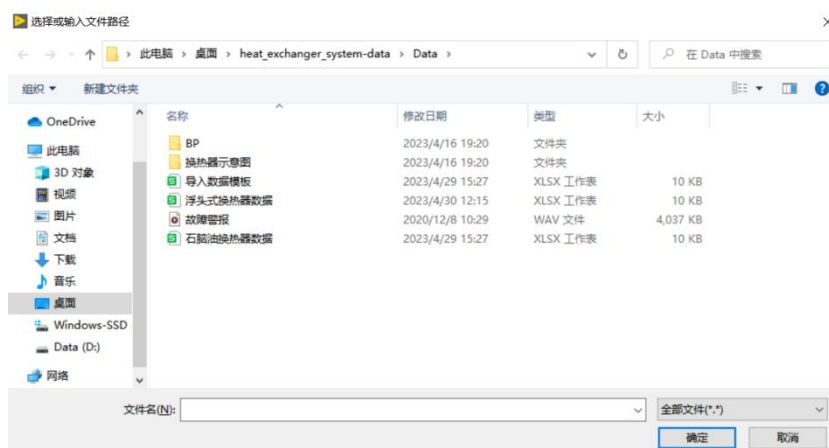 选择或输入文件路径
此电脑 > 桌面 > heat_exchanger_system-data > Data >
在 Data 中搜索
组织 新建文件夹
名称 修改日期 类型 大小
OneDrive
此电脑
3D 对象
视频
图片
文档
下载
音乐
桌面
Windows-SSD
Data (D:)
网络
BP 2023/4/16 19:20 文件夹
换热器示意图 2023/4/16 19:20 文件夹
导入数据模板 2023/4/29 15:27 XLSX 工作表 10 KB
浮头式换热器数据 2023/4/30 12:15 XLSX 工作表 10 KB
故障警报 2020/12/8 10:29 WAV 文件 4,037 KB
石脑油换热器数据 2023/4/29 15:27 XLSX 工作表 10 KB
文件名(N): 全部文件(*.*)
确定 取消